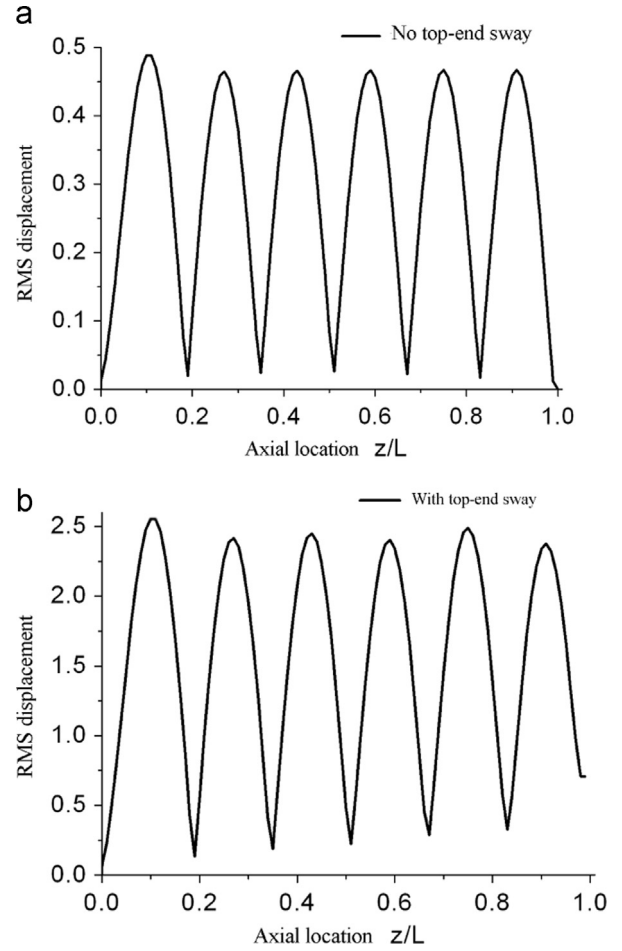 a
No top-end sway
0.5
0.4
0.3
0.2
0.1
0.0
RMS displacement
0.0 0.2 0.4 0.6 0.8 1.0
Axial location z/L
b
With top-end sway
2.5
2.0
1.5
1.0
0.5
0.0
RMS displacement
0.0 0.2 0.4 0.6 0.8 1.0
Axial location z/L